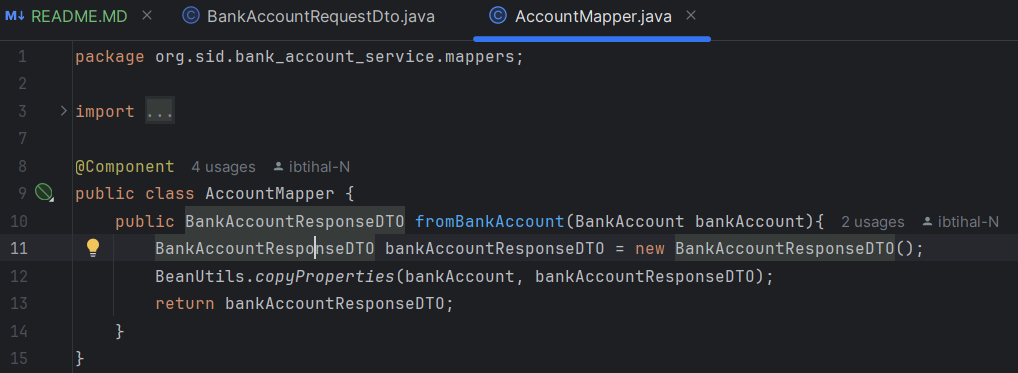 M↓ README.MD × BankAccountRequestDto.java AccountMapper.java ×
1 package org.sid.bank_account_service.mappers;
2
3 import ...
7
8 @Component 4 usages ibtihal-N
9 public class AccountMapper {
10 public BankAccountResponseDTO fromBankAccount(BankAccount bankAccount){ 2 usages ibtihal-N
11 BankAccountResponseDTO bankAccountResponseDTO = new BankAccountResponseDTO();
12 BeanUtils.copyProperties(bankAccount, bankAccountResponseDTO);
13 return bankAccountResponseDTO;
14 }
15 }